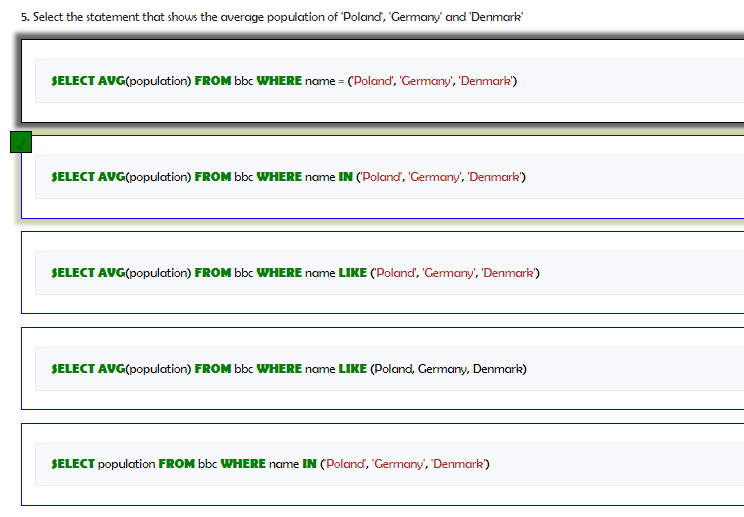 5. Select the statement that shows the average population of 'Poland', 'Germany' and 'Denmark'
SELECT AVG(population) FROM bbc WHERE name = ('Poland', 'Germany', 'Denmark')
SELECT AVG(population) FROM bbc WHERE name IN ('Poland', 'Germany', 'Denmark')
SELECT AVG(population) FROM bbc WHERE name LIKE ('Poland', 'Germany', 'Denmark')
SELECT AVG(population) FROM bbc WHERE name LIKE (Poland, Germany, Denmark)
SELECT population FROM bbc WHERE name IN ('Poland', 'Germany', 'Denmark')